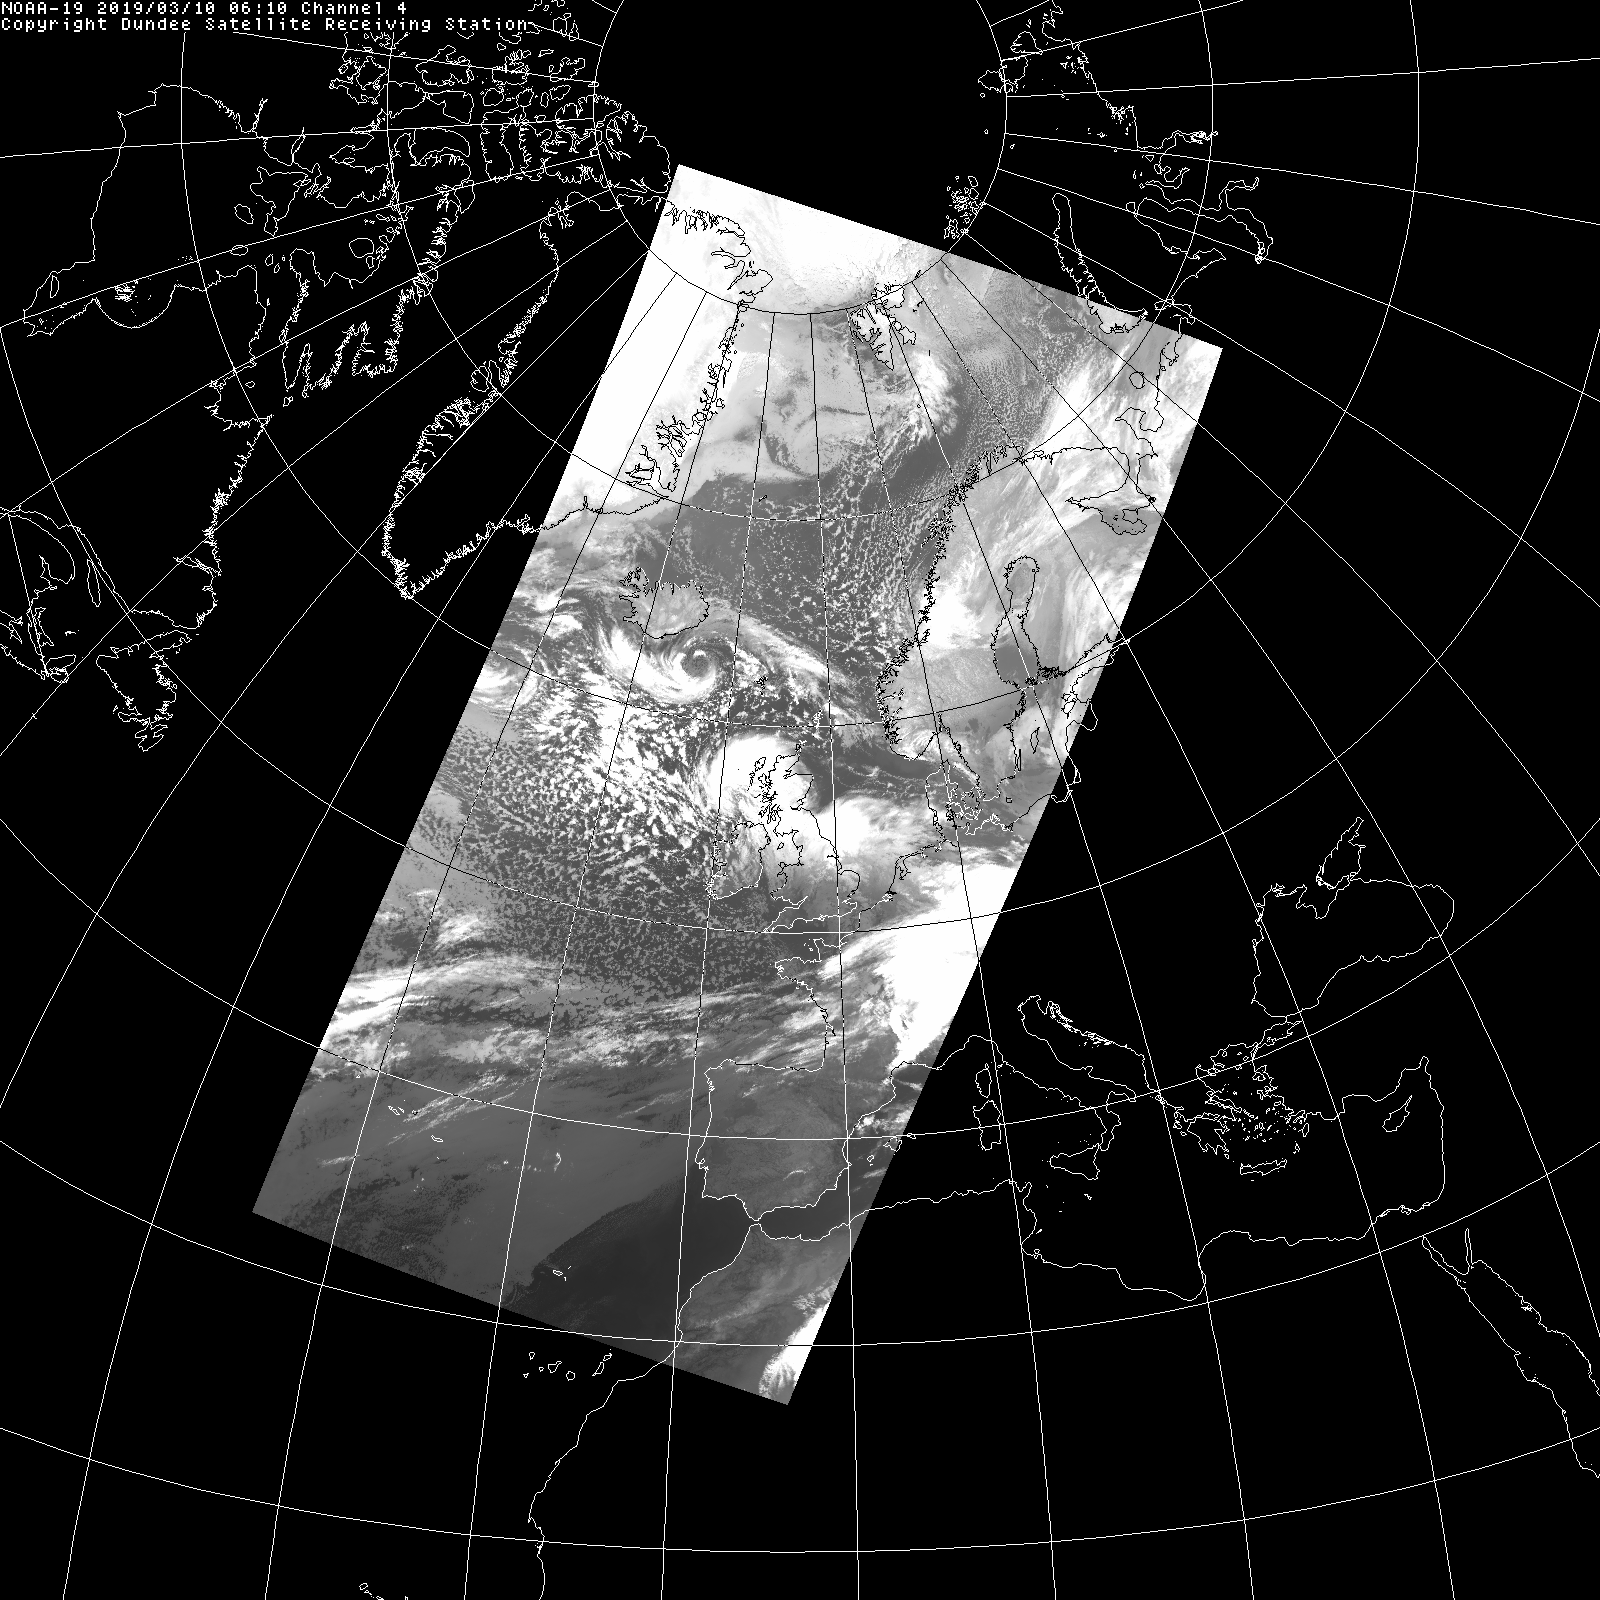 NOAA-19 2019/03/10 06:10 Channel 4
Copyright Dundee Satellite Receiving Station